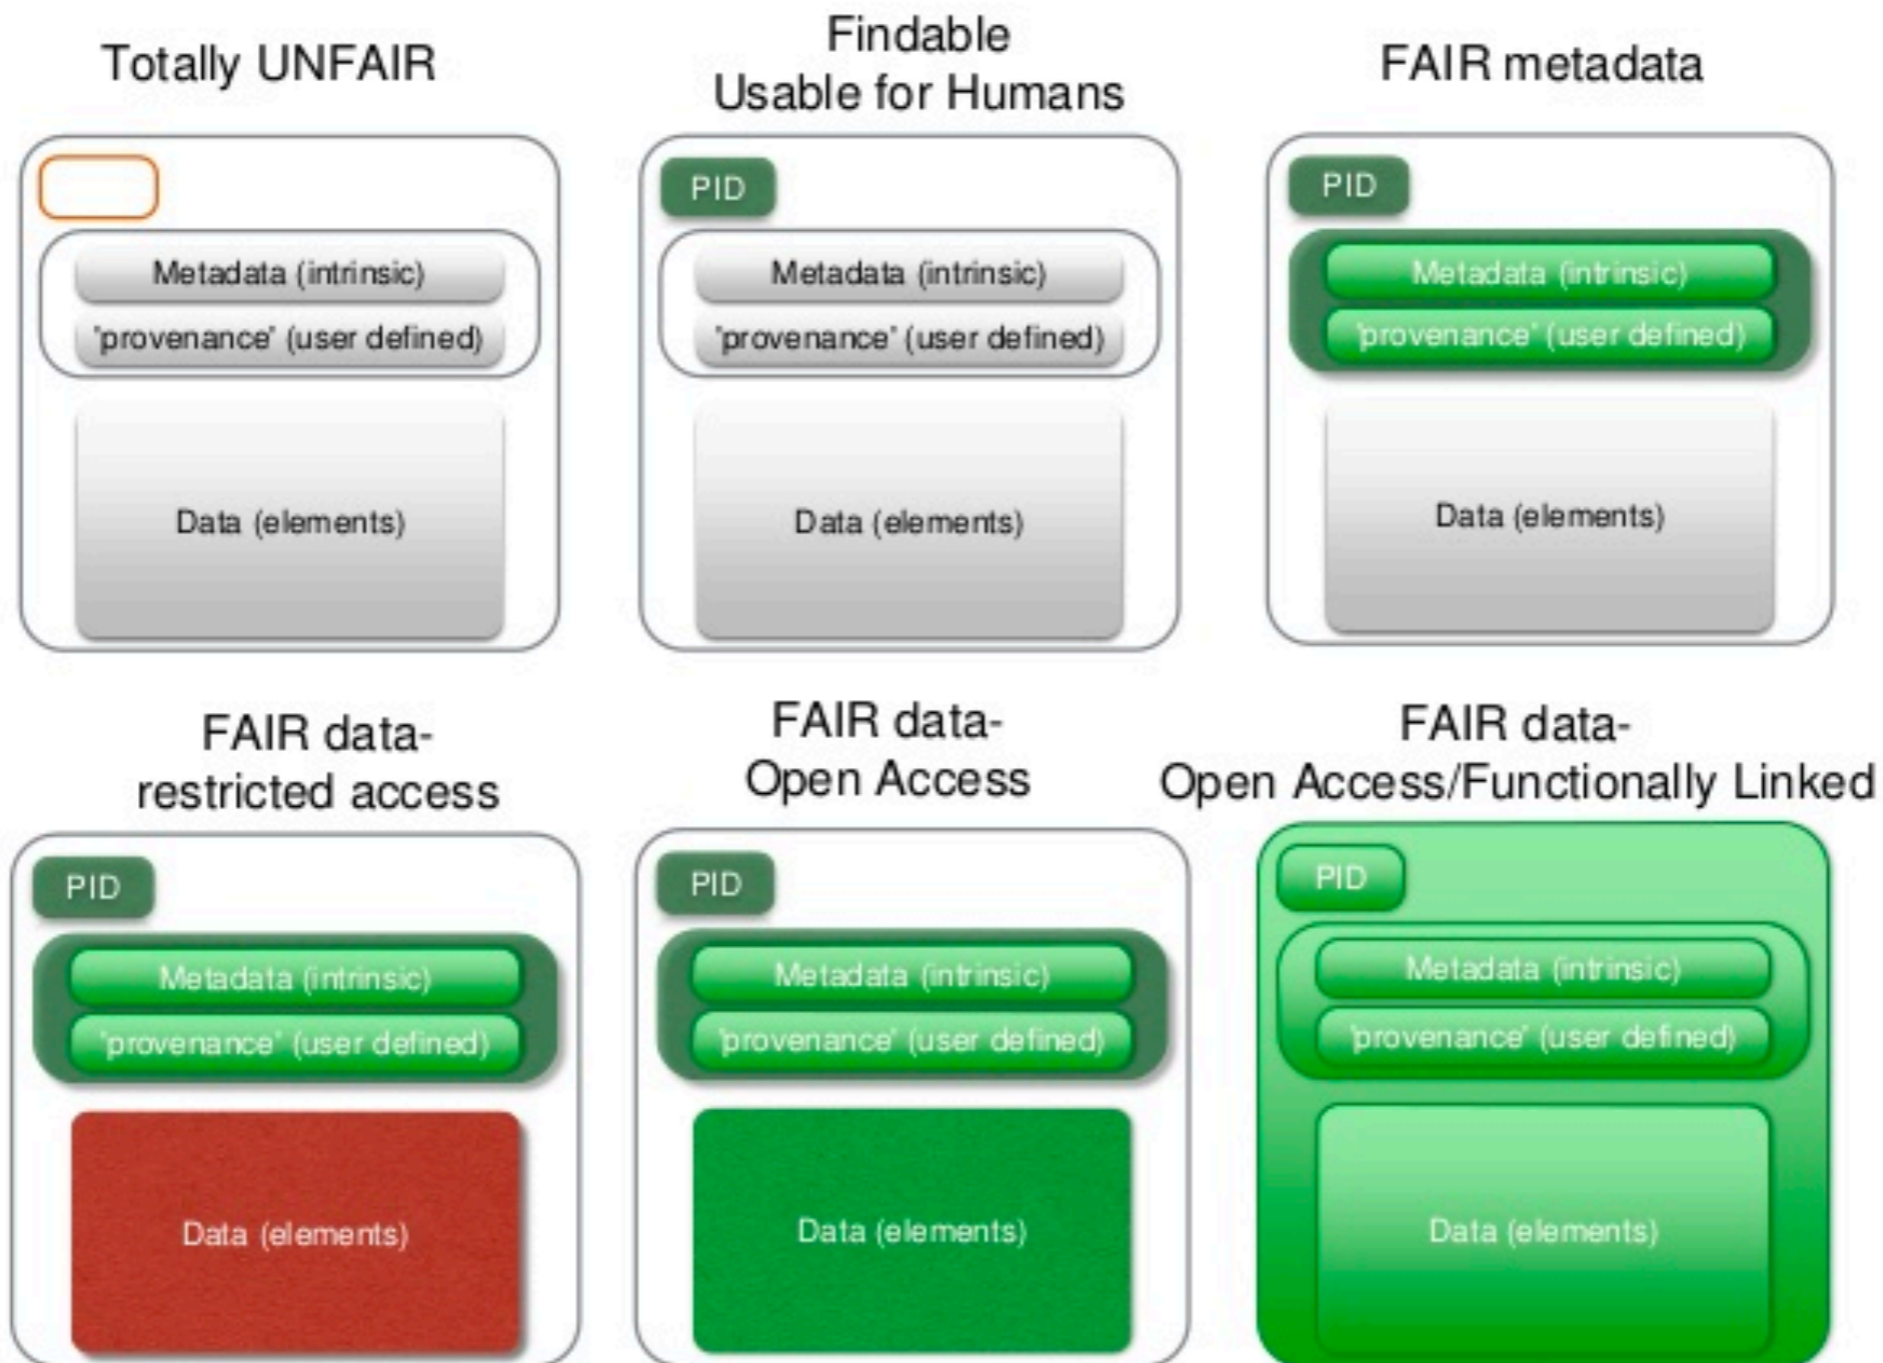 Totally UNFAIR
Metadata (intrinsic)
'provenance' (user defined)
Data (elements)
Findable
Usable for Humans
PID
Metadata (intrinsic)
'provenance' (user defined)
Data (elements)
FAIR metadata
PID
Metadata (intrinsic)
'provenance' (user defined)
Data (elements)
FAIR data-
restricted access
PID
Metadata (intrinsic)
'provenance' (user defined)
Data (elements)
FAIR data-
Open Access
PID
Metadata (intrinsic)
'provenance' (user defined)
Data (elements)
FAIR data-
Open Access/Functionally Linked
PID
Metadata (intrinsic)
'provenance' (user defined)
Data (elements)